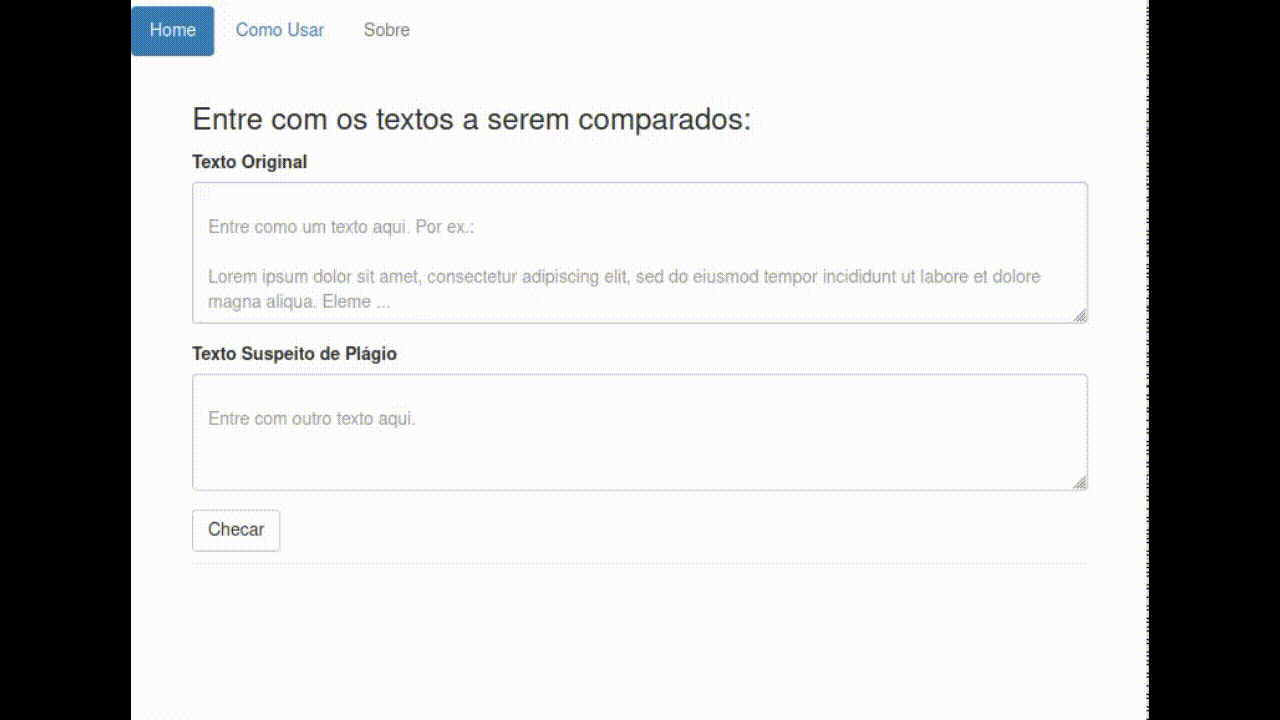 Home Como Usar Sobre
Entre com os textos a serem comparados:
Texto Original
Entre como um texto aqui. Por ex.:
Lorem ipsum dolor sit amet, consectetur adipiscing elit, sed do eiusmod tempor incididunt ut labore et dolore
magna aliqua. Eleme ...
Texto Suspeito de Plágio
Entre com outro texto aqui.
Checar